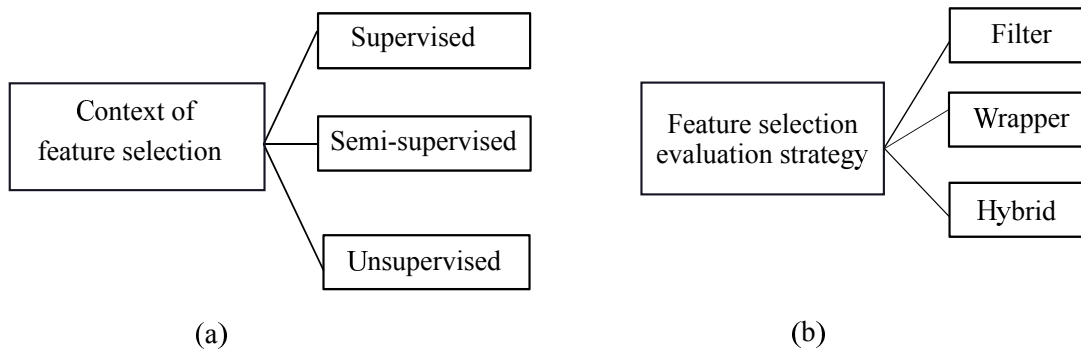 Context of
feature selection
Supervised
Semi-supervised
Unsupervised
(a)
Feature selection
evaluation strategy
Filter
Wrapper
Hybrid
(b)